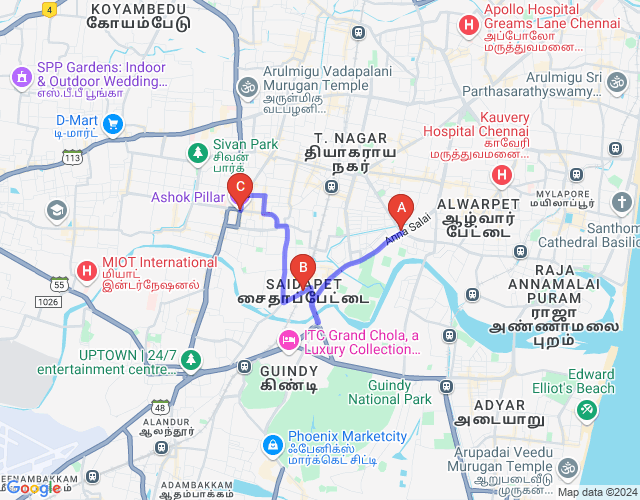 KOYAMBEDU
கோயம்பேடு
4
Apollo Hospital
Greams Lane Chennai
அப்போலோ
மருத்துவமனை...
SPP Gardens: Indoor
& Outdoor Wedding...
எஸ்.பி.பி பூங்கா
Arulmigu Vadapalani
Murugan Temple
அருள்மிகு
வடபழனி...
Arulmigu Sri
Parthasarathyswamy...
D-Mart
டி-மார்ட்
Kauvery
Hospital Chennai
காவேரி
மருத்துவமனை...
Sivan Park
சிவன்
பார்க்
113
T. NAGAR
தியாகராய
நகர்
Ashok Pillar
C
A
Anna Salai
ALWARPET
ஆழ்வார்
பேட்டை
MYLAPORE
மயிலாப்பூர்
Santhom
Cathedral Basilic
MIOT International
மியாட்
இன்டர்நேஷனல்
55
1026
B
SAIDAPET
சைதாப்பேட்டை
RAJA
ANNAMALAI
PURAM
ராஜா
அண்ணாமலை
புறம்
ITC Grand Chola, a
Luxury Collection...
UPTOWN | 24/7
entertainment centre...
GUINDY
கிண்டி
Guindy
National Park
Edward
Elliot's Beach
48
ALANDUR
ஆலந்தூர்
ADYAR
அடையாறு
Phoenix Marketcity
ஃபேனிக்ஸ்
மார்க்கெட் சிட்டி
Arupadai Veedu
Murugan Temple
ஆறுபடைவீடு
முருகன்...
EENAMBAKKAM
ADAMBAKKAM
ஆதம்பாக்கம்
Google
Map data ©2024